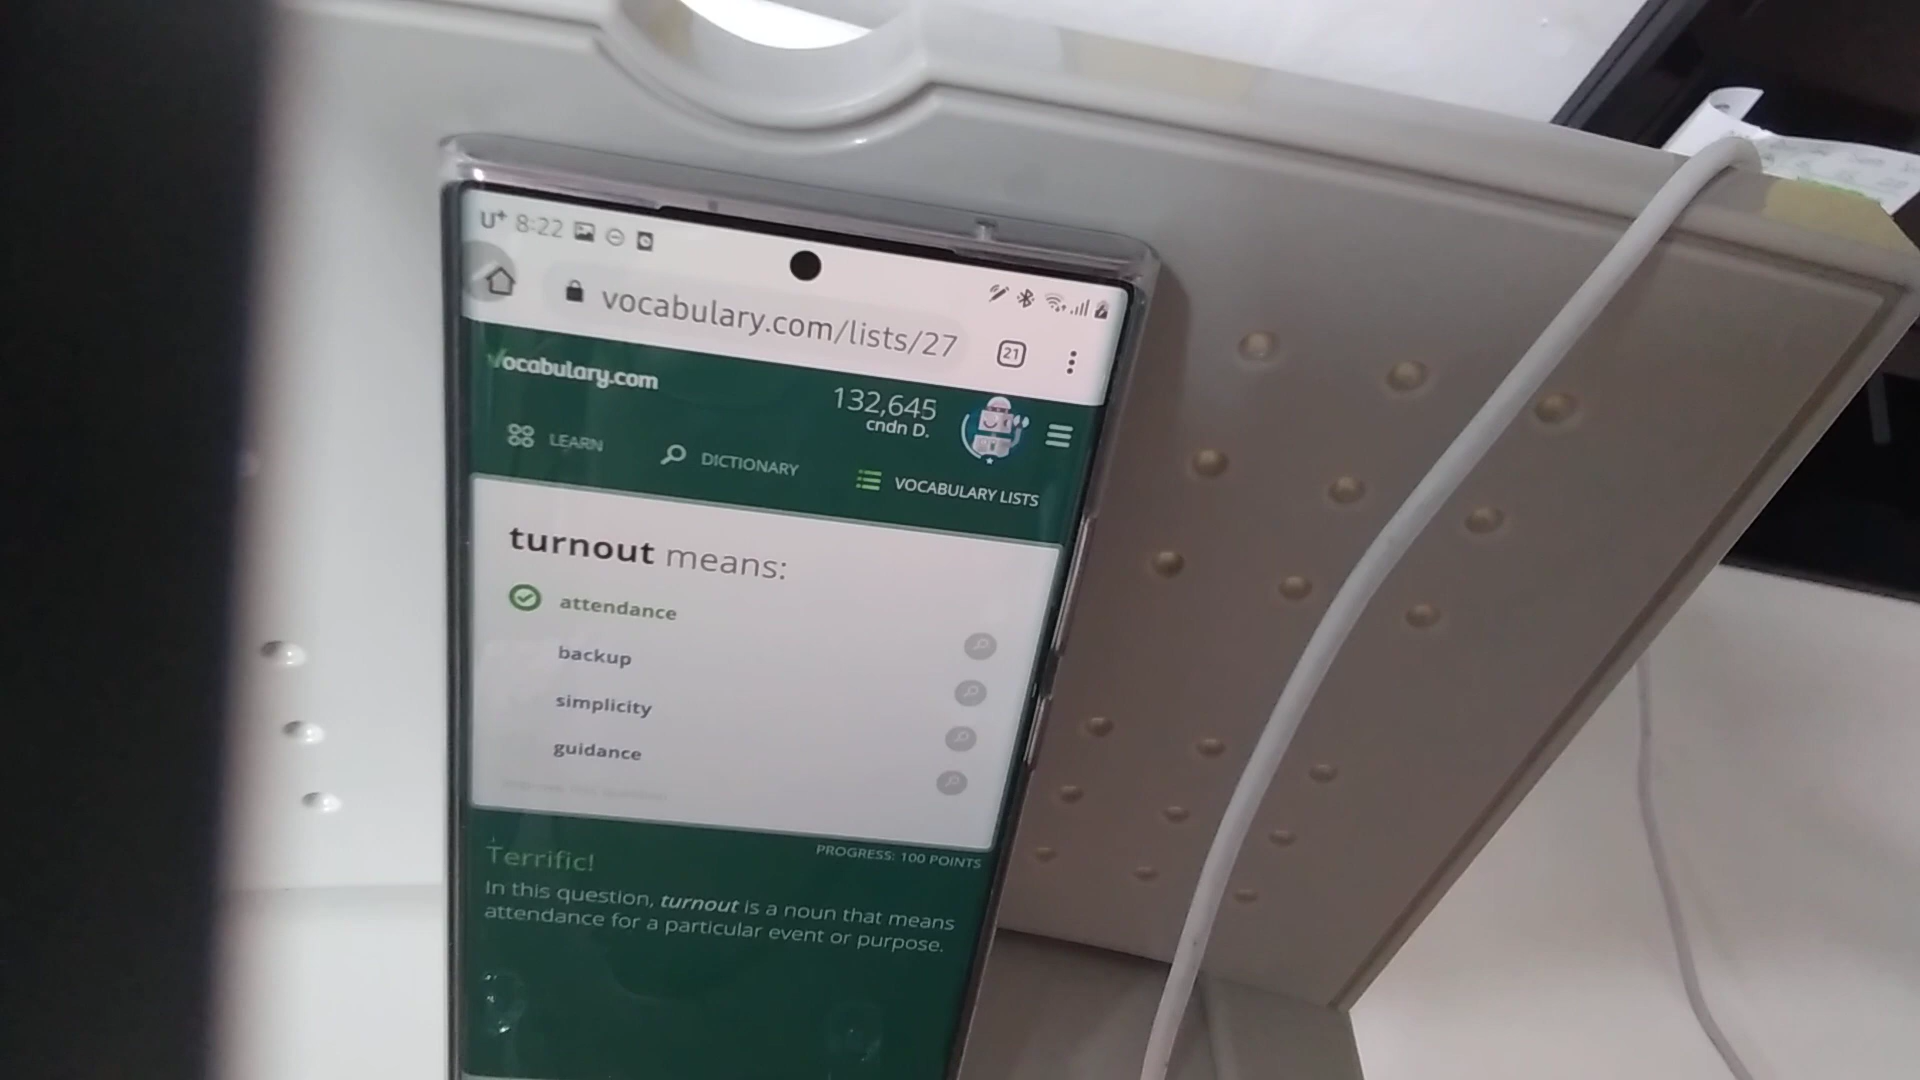 U+ 8:22
vocabulary.com/lists/27
21
Vocabulary.com
132,645
cndn D.
LEARN
DICTIONARY
VOCABULARY LISTS
turnout means:
attendance
backup
simplicity
guidance
Terrific!
PROGRESS: 100 POINTS
In this question, turnout is a noun that means
attendance for a particular event or purpose.